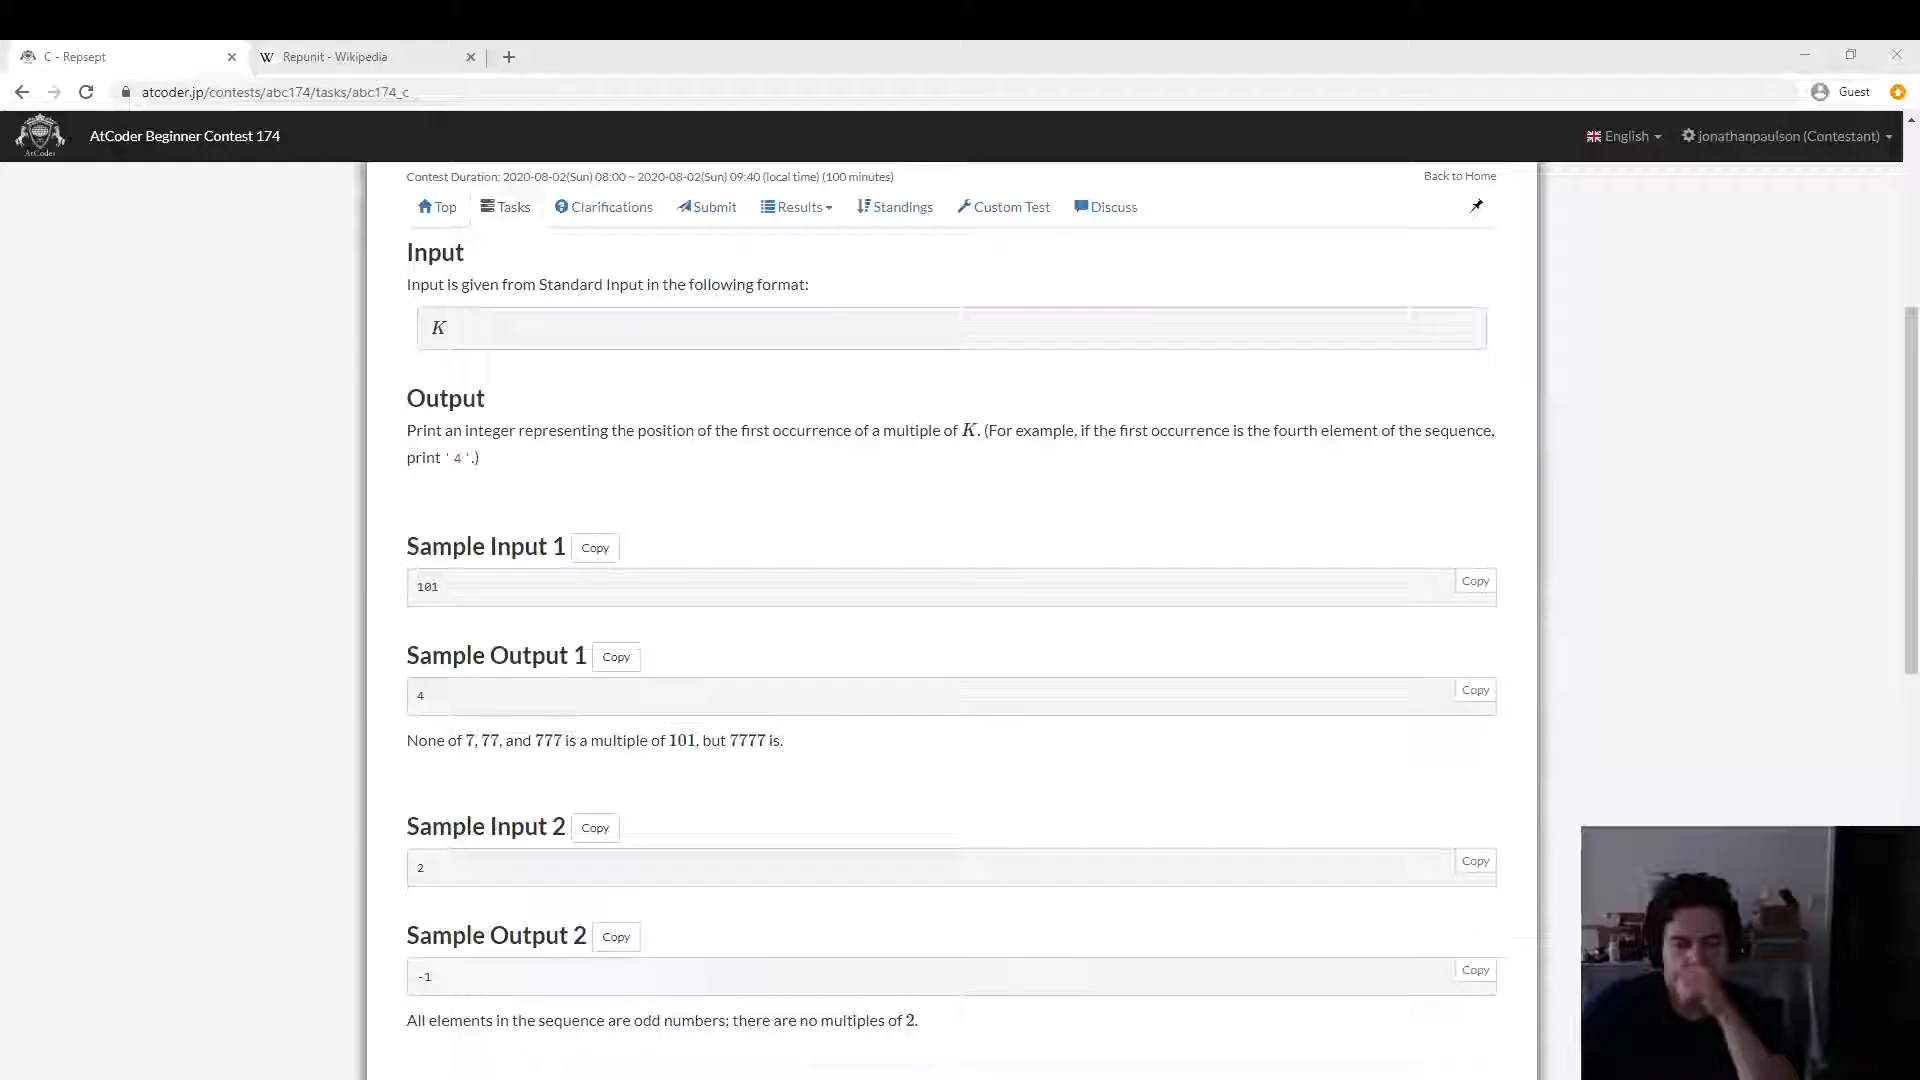 C - Repsept
W Repunit - Wikipedia
atcoder.jp/contests/abc174/tasks/abc174_c
Guest
AtCoder
AtCoder Beginner Contest 174
English
jonathanpaulson (Contestant)
Contest Duration: 2020-08-02(Sun) 08:00 ~ 2020-08-02(Sun) 09:40 (local time) (100 minutes)
Back to Home
Top Tasks Clarifications Submit Results Standings Custom Test Discuss
Input
Input is given from Standard Input in the following format:
K
Output
Print an integer representing the position of the first occurrence of a multiple of K. (For example, if the first occurrence is the fourth element of the sequence,
print ' 4 '.)
Sample Input 1 Copy
101 Copy
Sample Output 1 Copy
4 Copy
None of 7, 77, and 777 is a multiple of 101, but 7777 is.
Sample Input 2 Copy
2 Copy
Sample Output 2 Copy
-1 Copy
All elements in the sequence are odd numbers; there are no multiples of 2.